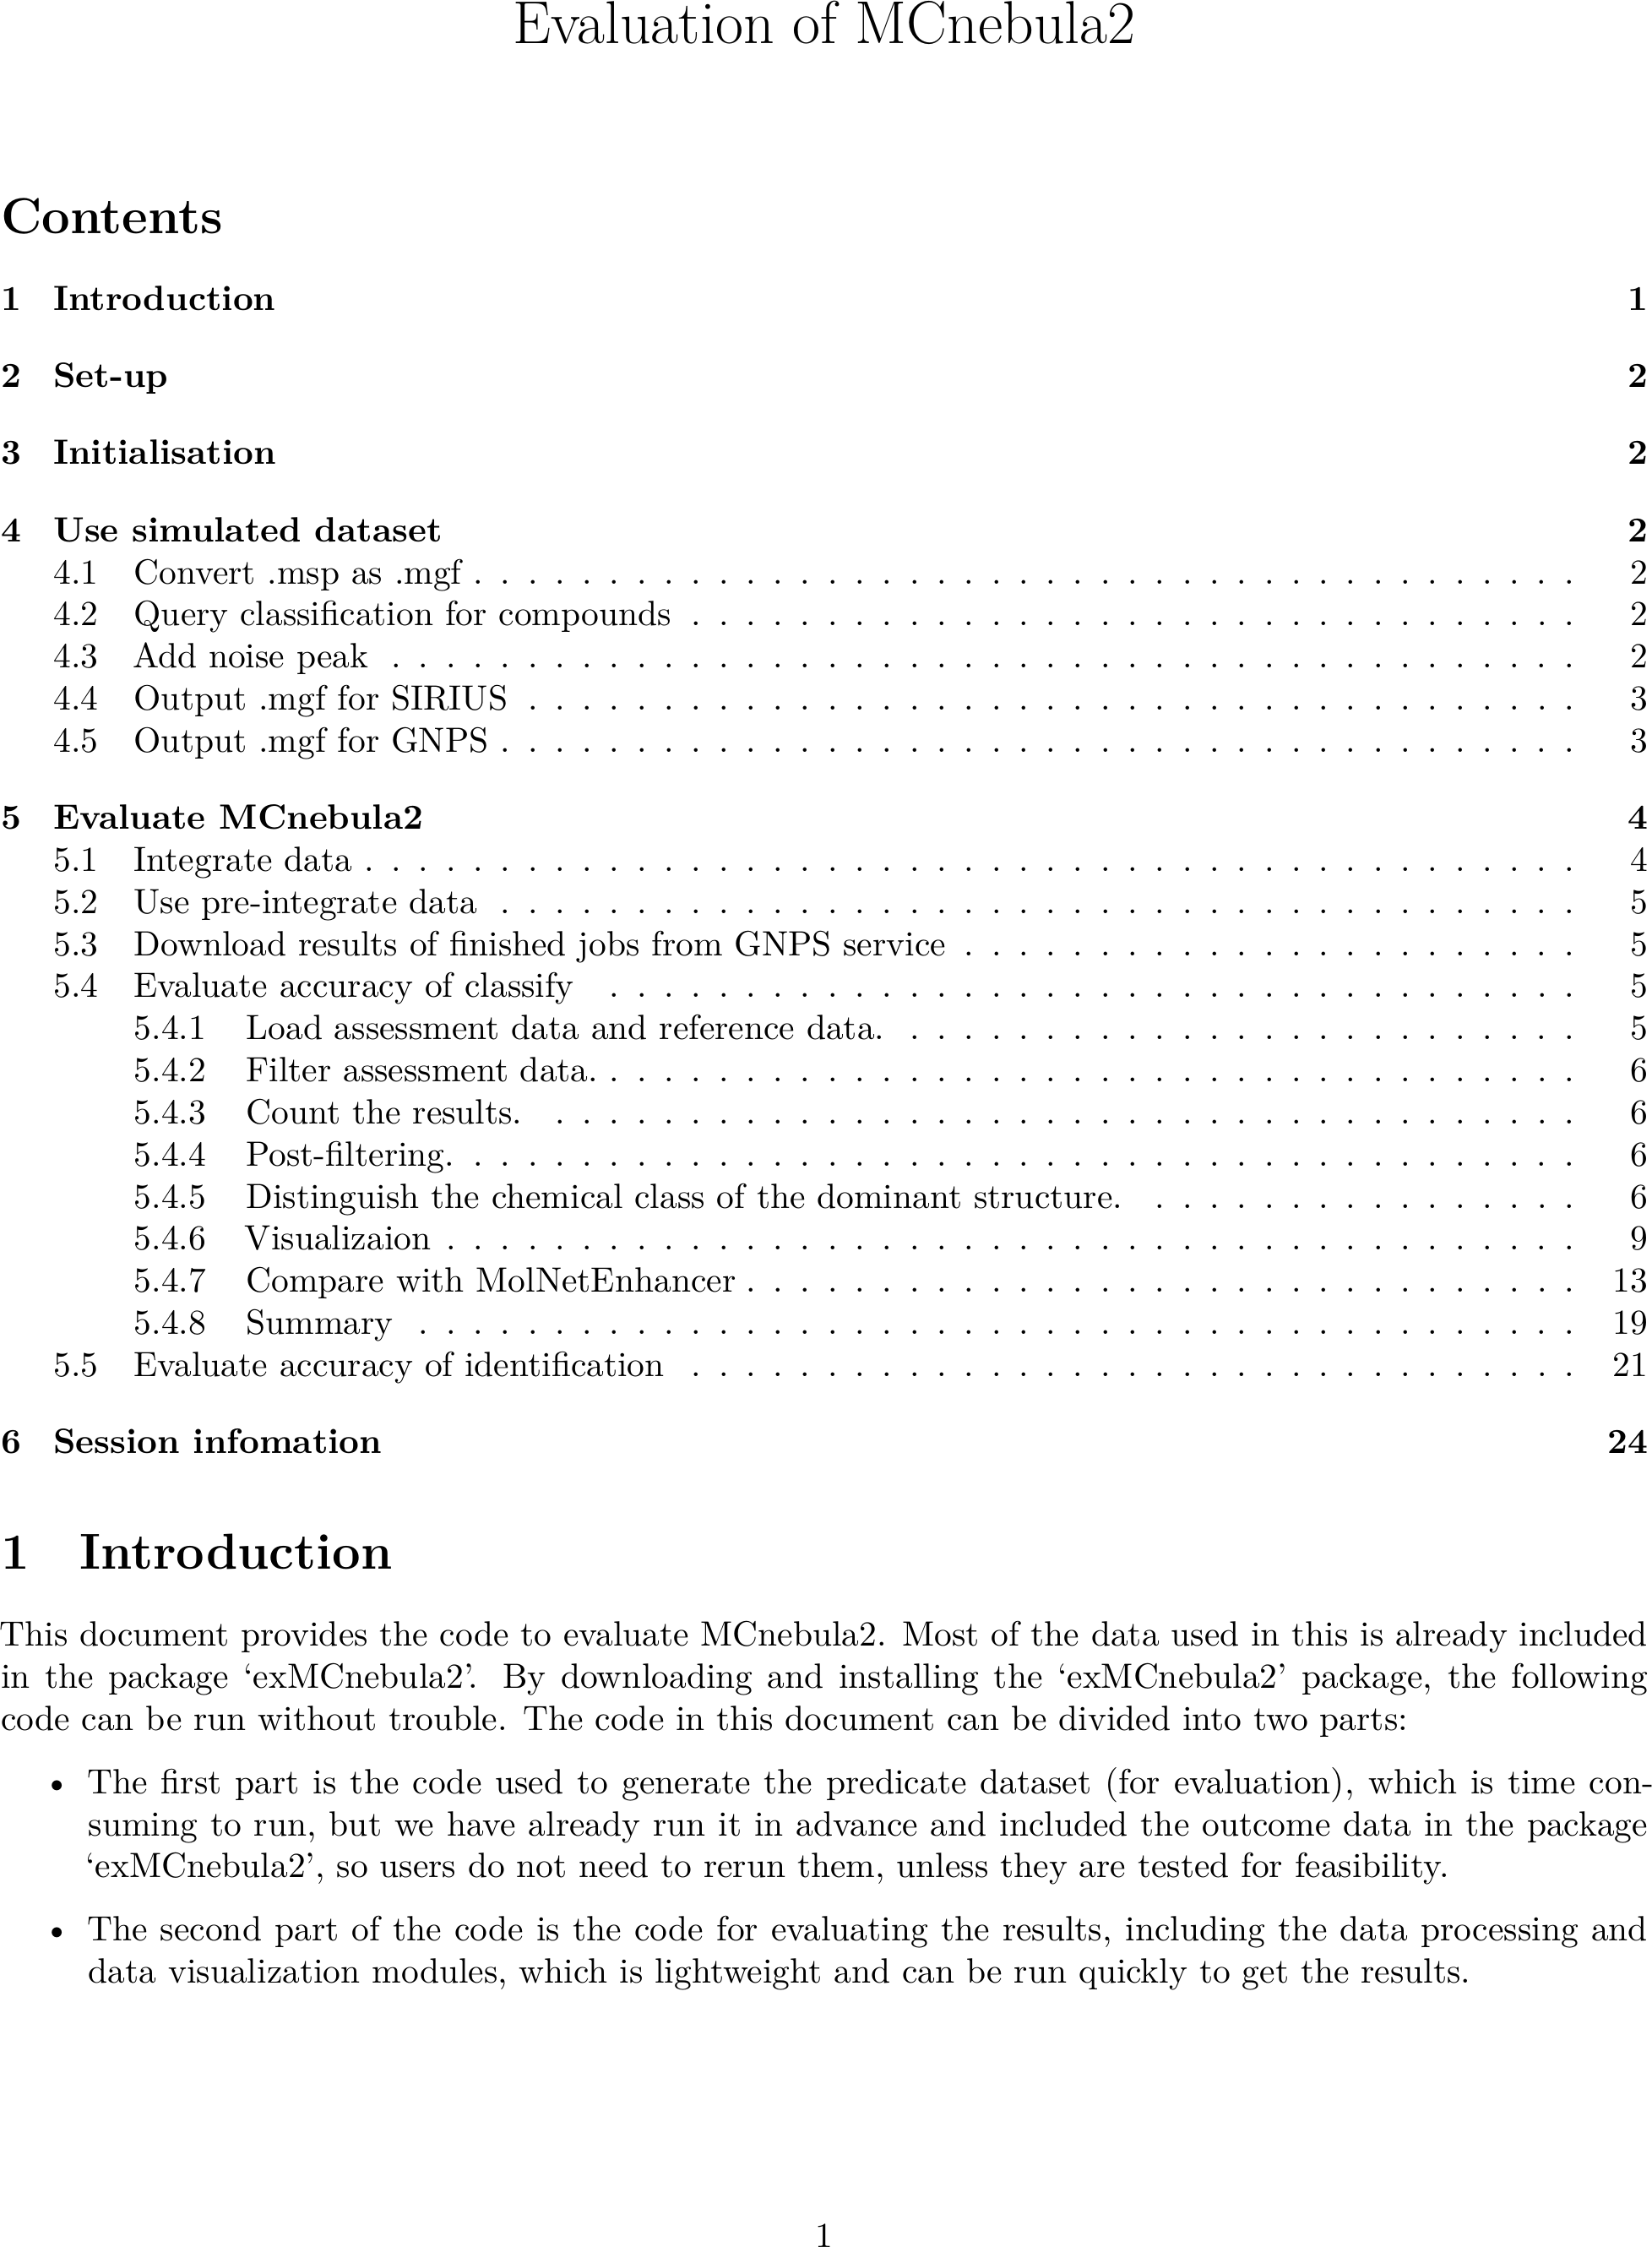 Evaluation of MCnebula2
Contents
1 Introduction 1
2 Set-up 2
3 Initialisation 2
4 Use simulated dataset 2
4.1 Convert .msp as .mgf . . . . . . . . . . . . . . . . . . . . . . . . . . . . . . . . . . . . . . . . . 2
4.2 Query classification for compounds . . . . . . . . . . . . . . . . . . . . . . . . . . . . . . . . . 2
4.3 Add noise peak . . . . . . . . . . . . . . . . . . . . . . . . . . . . . . . . . . . . . . . . . . . . 2
4.4 Output .mgf for SIRIUS . . . . . . . . . . . . . . . . . . . . . . . . . . . . . . . . . . . . . . . 3
4.5 Output .mgf for GNPS . . . . . . . . . . . . . . . . . . . . . . . . . . . . . . . . . . . . . . . . 3
5 Evaluate MCnebula2 4
5.1 Integrate data . . . . . . . . . . . . . . . . . . . . . . . . . . . . . . . . . . . . . . . . . . . . . 4
5.2 Use pre-integrate data . . . . . . . . . . . . . . . . . . . . . . . . . . . . . . . . . . . . . . . . 5
5.3 Download results of finished jobs from GNPS service . . . . . . . . . . . . . . . . . . . . . . . 5
5.4 Evaluate accuracy of classify . . . . . . . . . . . . . . . . . . . . . . . . . . . . . . . . . . . . 5
5.4.1 Load assessment data and reference data. . . . . . . . . . . . . . . . . . . . . . . . . . 5
5.4.2 Filter assessment data. . . . . . . . . . . . . . . . . . . . . . . . . . . . . . . . . . . . . 6
5.4.3 Count the results. . . . . . . . . . . . . . . . . . . . . . . . . . . . . . . . . . . . . . . 6
5.4.4 Post-filtering. . . . . . . . . . . . . . . . . . . . . . . . . . . . . . . . . . . . . . . . . . 6
5.4.5 Distinguish the chemical class of the dominant structure. . . . . . . . . . . . . . . . . 6
5.4.6 Visualizaion . . . . . . . . . . . . . . . . . . . . . . . . . . . . . . . . . . . . . . . . . . 9
5.4.7 Compare with MolNetEnhancer . . . . . . . . . . . . . . . . . . . . . . . . . . . . . . . 13
5.4.8 Summary . . . . . . . . . . . . . . . . . . . . . . . . . . . . . . . . . . . . . . . . . . . 19
5.5 Evaluate accuracy of identification . . . . . . . . . . . . . . . . . . . . . . . . . . . . . . . . . 21
6 Session infomation 24
1 Introduction
This document provides the code to evaluate MCnebula2. Most of the data used in this is already included
in the package ‘exMCnebula2’. By downloading and installing the ‘exMCnebula2’ package, the following
code can be run without trouble. The code in this document can be divided into two parts:
• The first part is the code used to generate the predicate dataset (for evaluation), which is time con-
suming to run, but we have already run it in advance and included the outcome data in the package
‘exMCnebula2’, so users do not need to rerun them, unless they are tested for feasibility.
• The second part of the code is the code for evaluating the results, including the data processing and
data visualization modules, which is lightweight and can be run quickly to get the results.
1